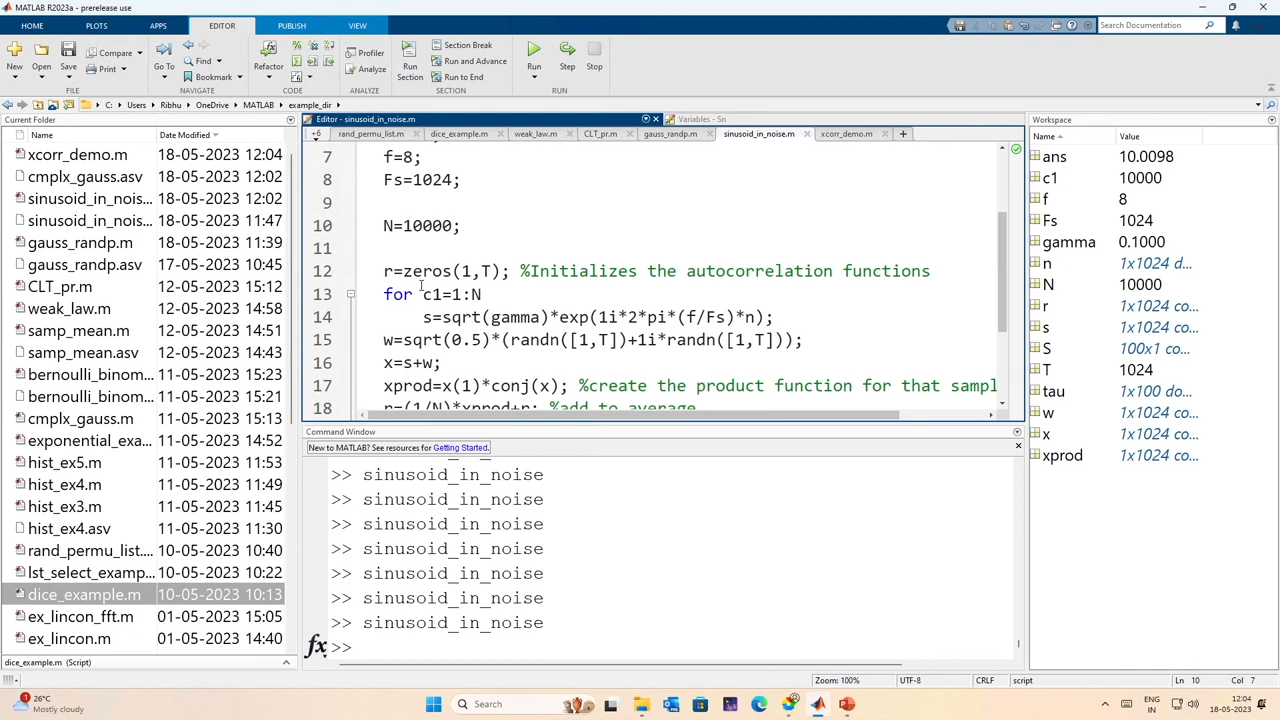 MATLAB R2023a - prerelease use
HOME PLOTS APPS EDITOR PUBLISH VIEW Search Documentation
New Open Save Compare Print Go To Find Bookmark Refactor Profiler Analyze Run Section Section Break Run and Advance Run to End Run Step Stop
FILE NAVIGATE CODE ANALYZE SECTION RUN
C: Users Ribhu OneDrive MATLAB example_dir
Current Folder
Name Date Modified
xcorr_demo.m 18-05-2023 12:04
cmplx_gauss.asv 18-05-2023 12:02
sinusoid_in_nois... 18-05-2023 12:02
sinusoid_in_nois... 18-05-2023 11:47
gauss_randp.m 18-05-2023 11:39
gauss_randp.asv 17-05-2023 10:45
CLT_pr.m 12-05-2023 15:11
weak_law.m 12-05-2023 14:58
samp_mean.m 12-05-2023 14:51
samp_mean.asv 12-05-2023 14:43
bernoulli_binom... 11-05-2023 15:23
bernoulli_binom... 11-05-2023 15:21
cmplx_gauss.m 11-05-2023 15:13
exponential_exa... 11-05-2023 14:52
hist_ex5.m 11-05-2023 11:53
hist_ex4.m 11-05-2023 11:49
hist_ex3.m 11-05-2023 11:45
hist_ex4.asv 11-05-2023 11:30
rand_permu_list.... 10-05-2023 10:40
lst_select_examp... 10-05-2023 10:22
dice_example.m 10-05-2023 10:13
ex_lincon_fft.m 01-05-2023 15:05
ex_lincon.m 01-05-2023 14:40
dice_example.m (Script)
Editor - sinusoid_in_noise.m Variables - Sn
+6 rand_permu_list.m dice_example.m weak_law.m CLT_pr.m gauss_randp.m sinusoid_in_noise.m xcorr_demo.m
7 f=8;
8 Fs=1024;
9
10 N=10000;
11
12 r=zeros(1,T); %Initializes the autocorrelation functions
13 for c1=1:N
14 s=sqrt(gamma)*exp(1i*2*pi*(f/Fs)*n);
15 w=sqrt(0.5)*(randn([1,T])+1i*randn([1,T]));
16 x=s+w;
17 xprod=x(1)*conj(x); %create the product function for that sampl
18 r=(1/N)*xprod+r; %add to average
Command Window
New to MATLAB? See resources for Getting Started.
>> sinusoid_in_noise
>> sinusoid_in_noise
>> sinusoid_in_noise
>> sinusoid_in_noise
>> sinusoid_in_noise
>> sinusoid_in_noise
>> sinusoid_in_noise
fx >>
Workspace
Name Value
ans 10.0098
c1 10000
f 8
Fs 1024
gamma 0.1000
n 1x1024 d...
N 10000
r 1x1024 co...
s 1x1024 co...
S 100x1 co...
T 1024
tau 1x100 do...
w 1x1024 co...
x 1x1024 co...
xprod 1x1024 co...
Zoom: 100% UTF-8 CRLF script Ln 10 Col 7
1 26°C
Mostly cloudy
Search
ENG
IN
12:04
18-05-2023